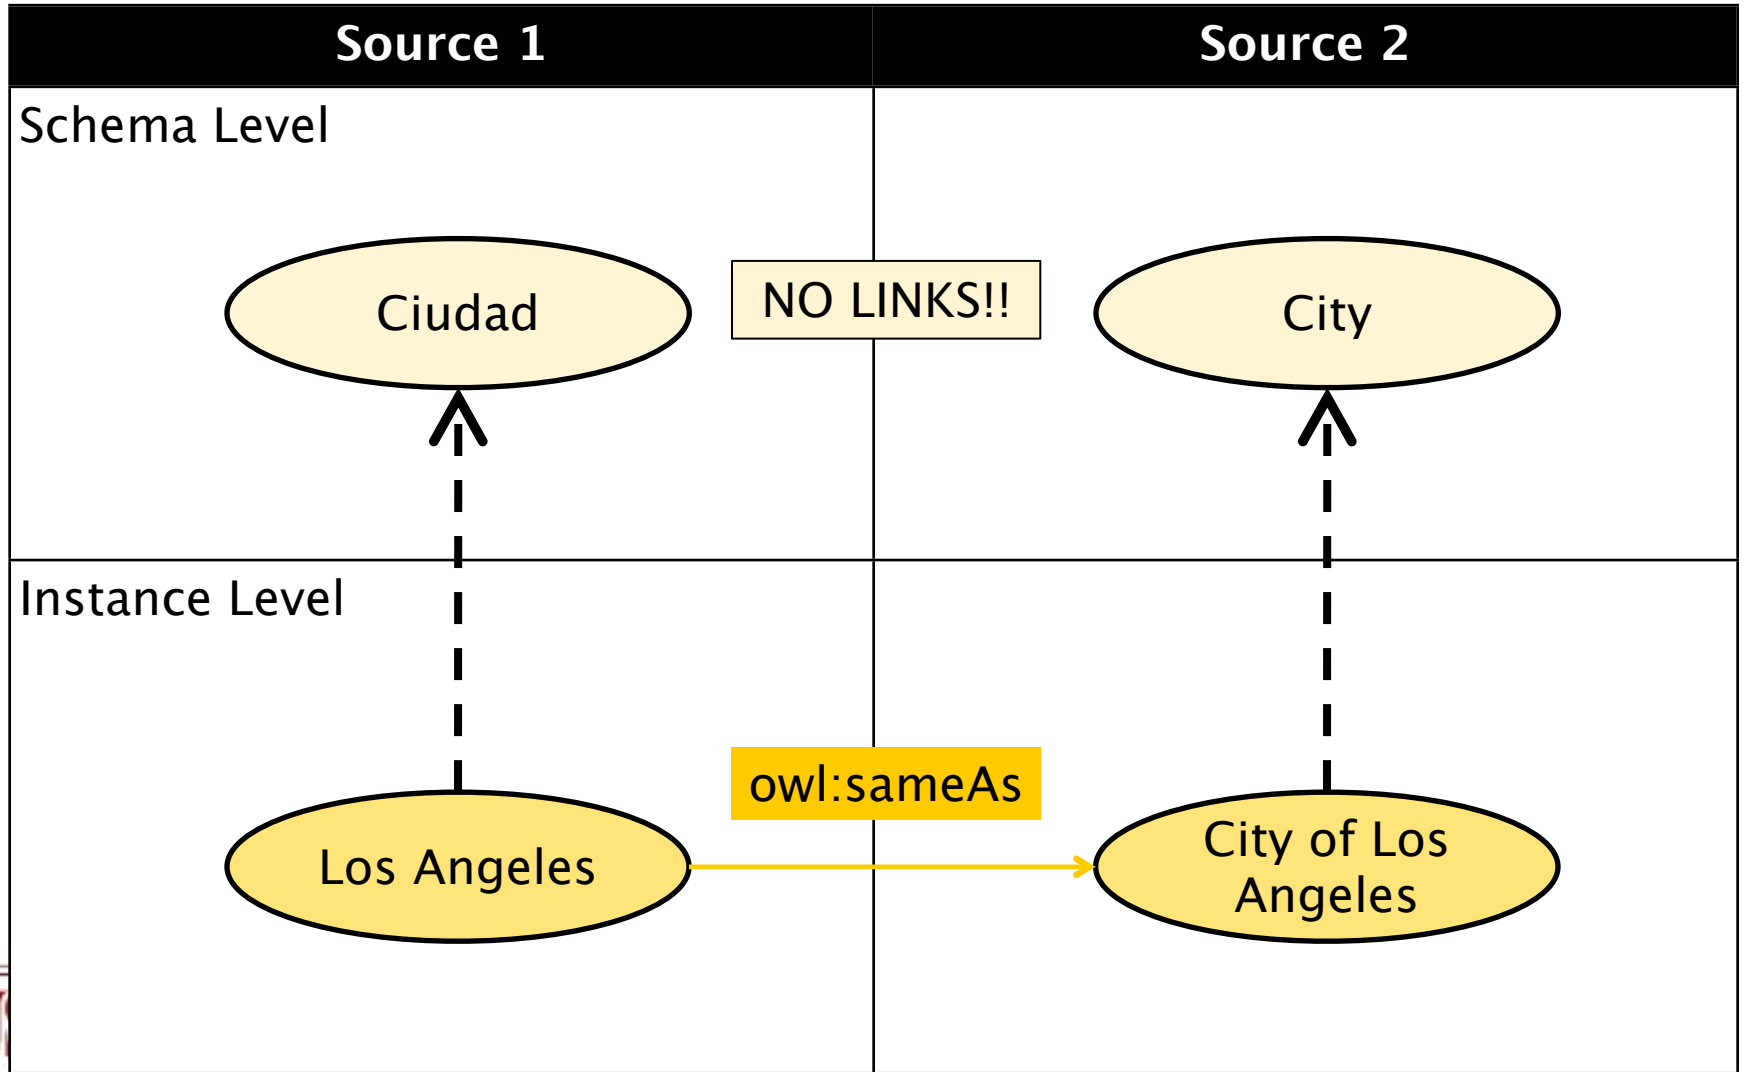 Source 1
Source 2
Schema Level
Ciudad
NO LINKS!!
City
Instance Level
owl:sameAs
Los Angeles
City of Los
Angeles